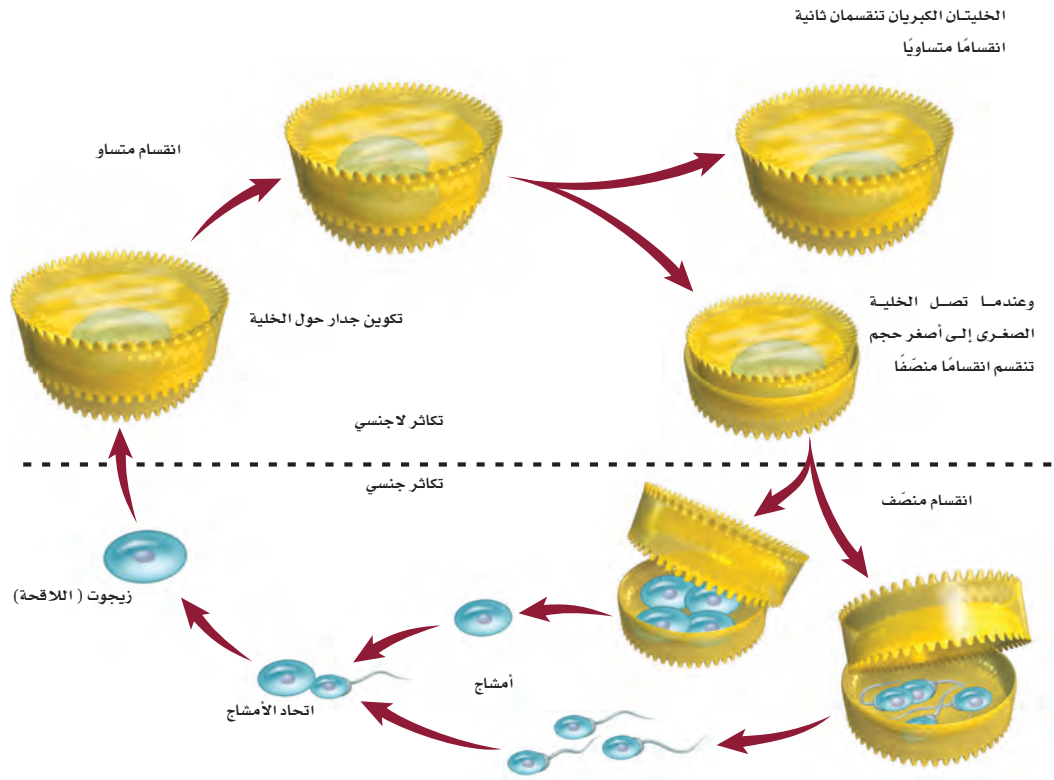 الخليتان الكبريان تنقسمان ثانية
انقسامًا متساويًا
انقسام متساو
تكوين جدار حول الخلية
وعندما تصل الخلية
الصغرى إلى أصغر حجم
تنقسم انقسامًا منصّفًا
تكاثر لاجنسي
تكاثر جنسي
انقسام منصّف
زيجوت (اللاقحة)
أمشاج
اتحاد الأمشاج